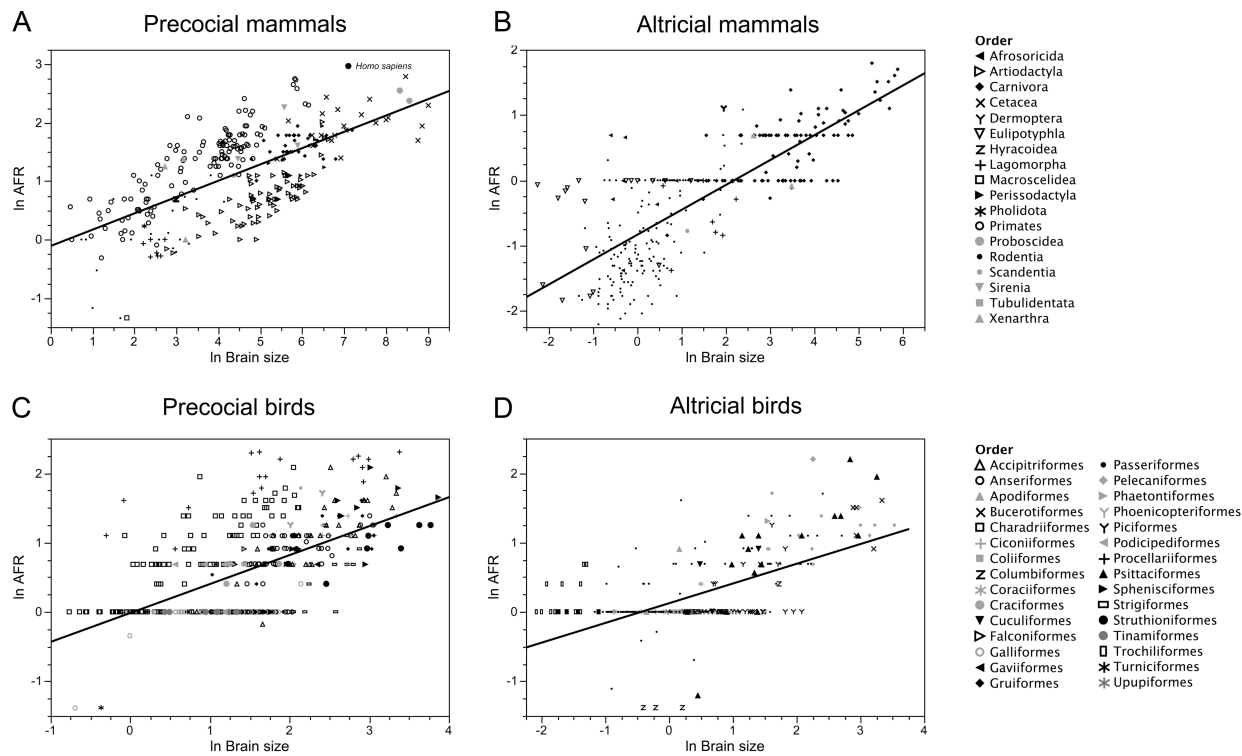 A
Precocial mammals
3
2
1
0
-1
ln AFR
Homo sapiens
0 1 2 3 4 5 6 7 8 9
ln Brain size
B
Altricial mammals
2
1
0
-1
-2
ln AFR
-2 -1 0 1 2 3 4 5 6
ln Brain size
Order
Afrosoricida
Artiodactyla
Carnivora
Cetacea
Dermoptera
Eulipotyphla
Hyracoidea
Lagomorpha
Macroscelidea
Perissodactyla
Pholidota
Primates
Proboscidea
Rodentia
Scandentia
Sirenia
Tubulidentata
Xenarthra
C
Precocial birds
2
1
0
-1
ln AFR
-1 0 1 2 3 4
ln Brain size
D
Altricial birds
2
1
0
-1
ln AFR
-2 -1 0 1 2 3 4
ln Brain size
Order
Accipitriformes
Anseriformes
Apodiformes
Bucerotiformes
Charadriiformes
Ciconiiformes
Coliiformes
Columbiformes
Coraciiformes
Craciformes
Cuculiformes
Falconiformes
Galliformes
Gaviiformes
Gruiformes
Passeriformes
Pelecaniformes
Phaetontiformes
Phoenicopteriformes
Piciformes
Podicipediformes
Procellariiformes
Psittaciformes
Sphenisciformes
Strigiformes
Struthioniformes
Tinamiformes
Trochiliformes
Turniciformes
Upupiformes